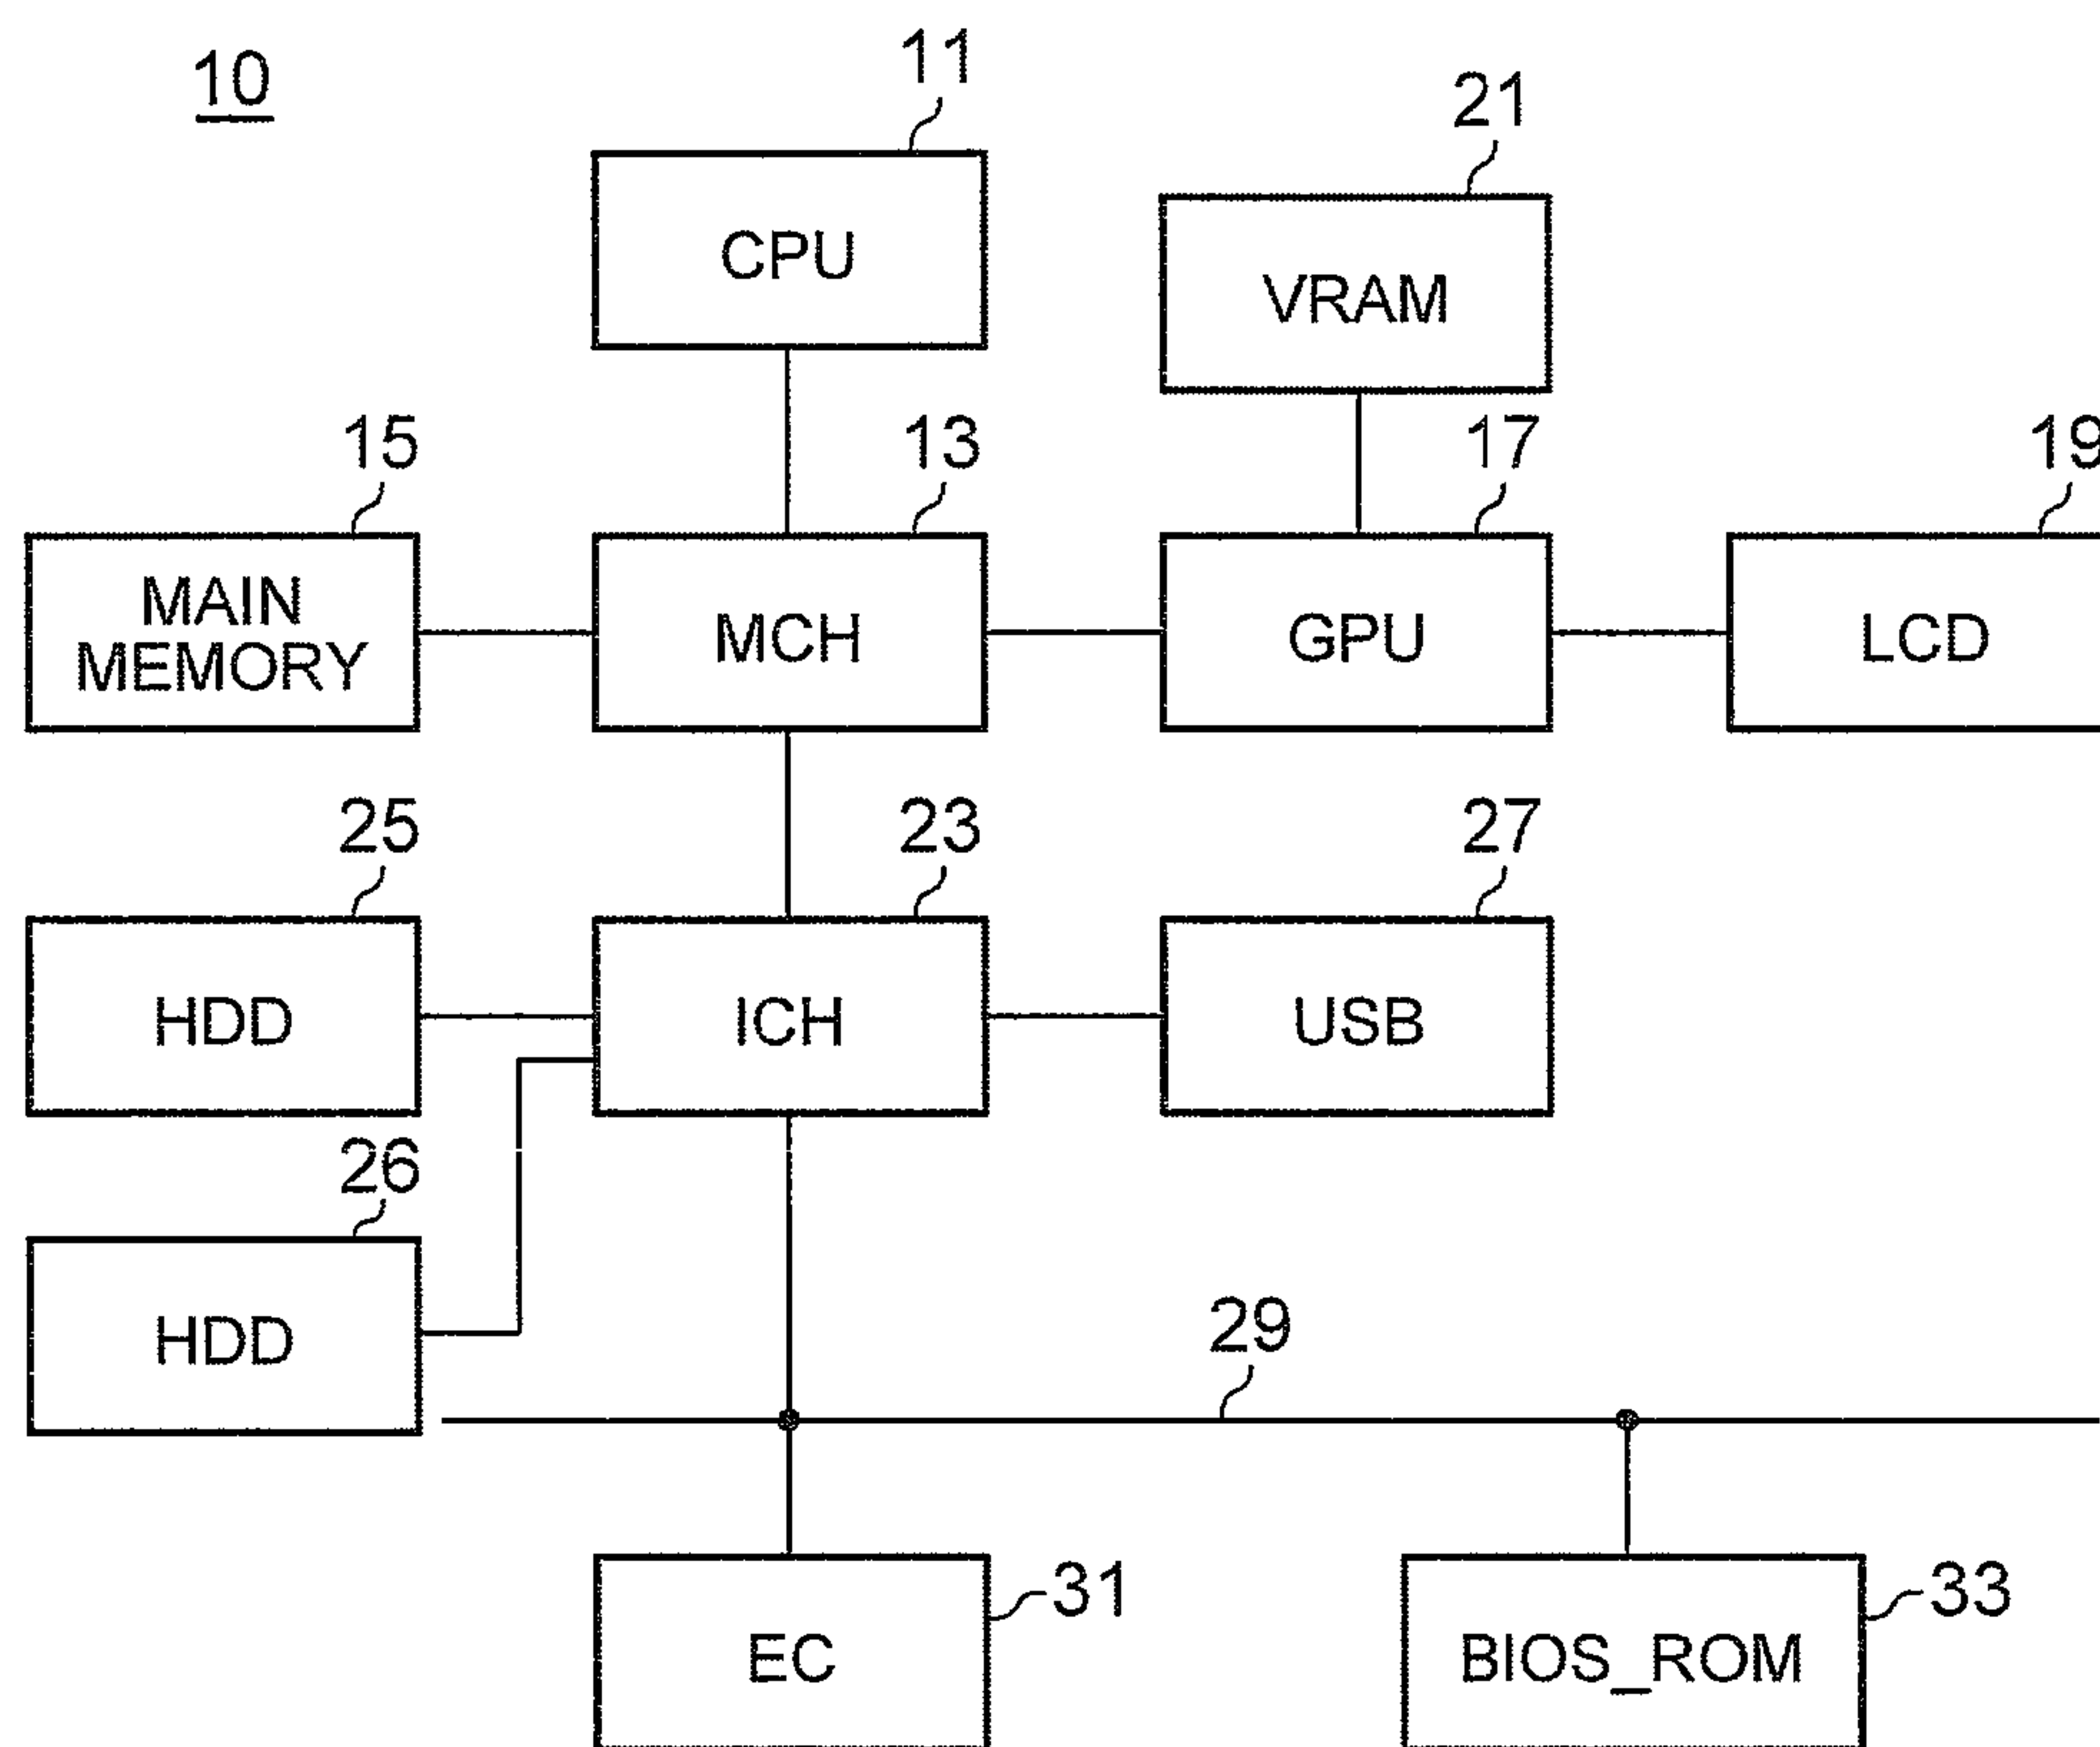 10
11
21
CPU
VRAM
15
13
17
19
MAIN
MEMORY
MCH
GPU
LCD
25
23
27
HDD
ICH
USB
26
HDD
29
31
33
EC
BIOS_ROM